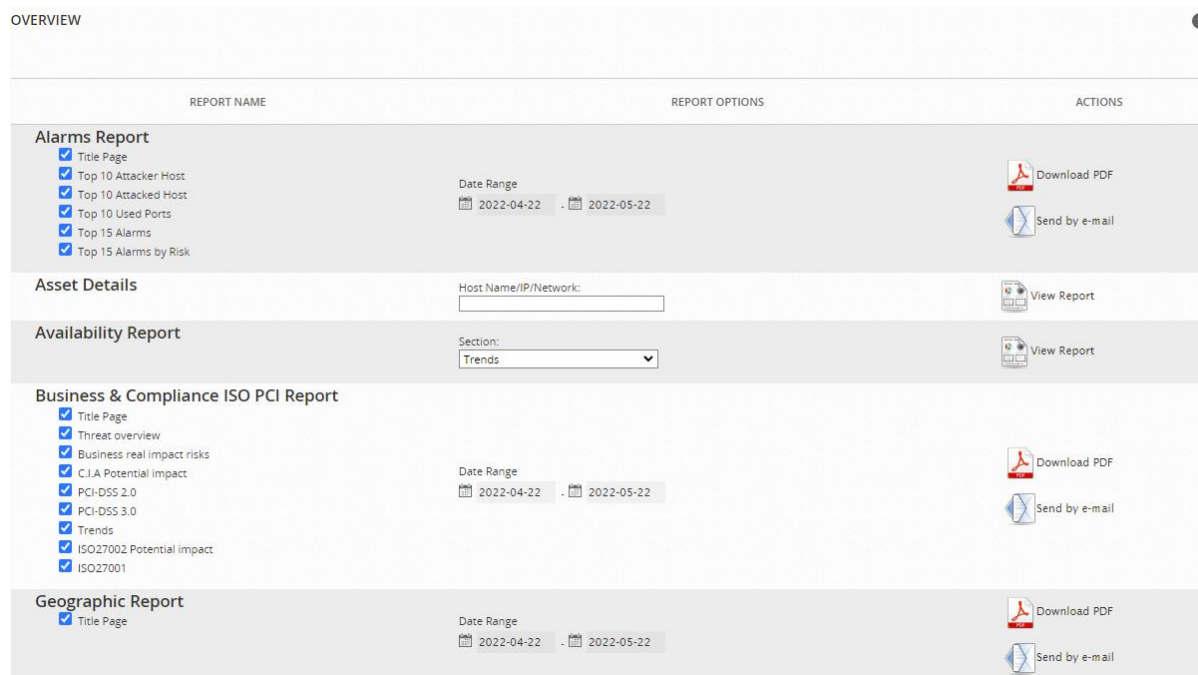 OVERVIEW
REPORT NAME REPORT OPTIONS ACTIONS
Alarms Report
Title Page
Top 10 Attacker Host
Top 10 Attacked Host
Top 10 Used Ports
Top 15 Alarms
Top 15 Alarms by Risk
Date Range
2022-04-22 - 2022-05-22
PDF Download PDF
Send by e-mail
Asset Details
Host Name/IP/Network:
View Report
Availability Report
Section:
Trends
View Report
Business & Compliance ISO PCI Report
Title Page
Threat overview
Business real impact risks
C.I.A Potential impact
PCI-DSS 2.0
PCI-DSS 3.0
Trends
ISO27002 Potential impact
ISO27001
Date Range
2022-04-22 - 2022-05-22
PDF Download PDF
Send by e-mail
Geographic Report
Title Page
Date Range
2022-04-22 - 2022-05-22
PDF Download PDF
Send by e-mail